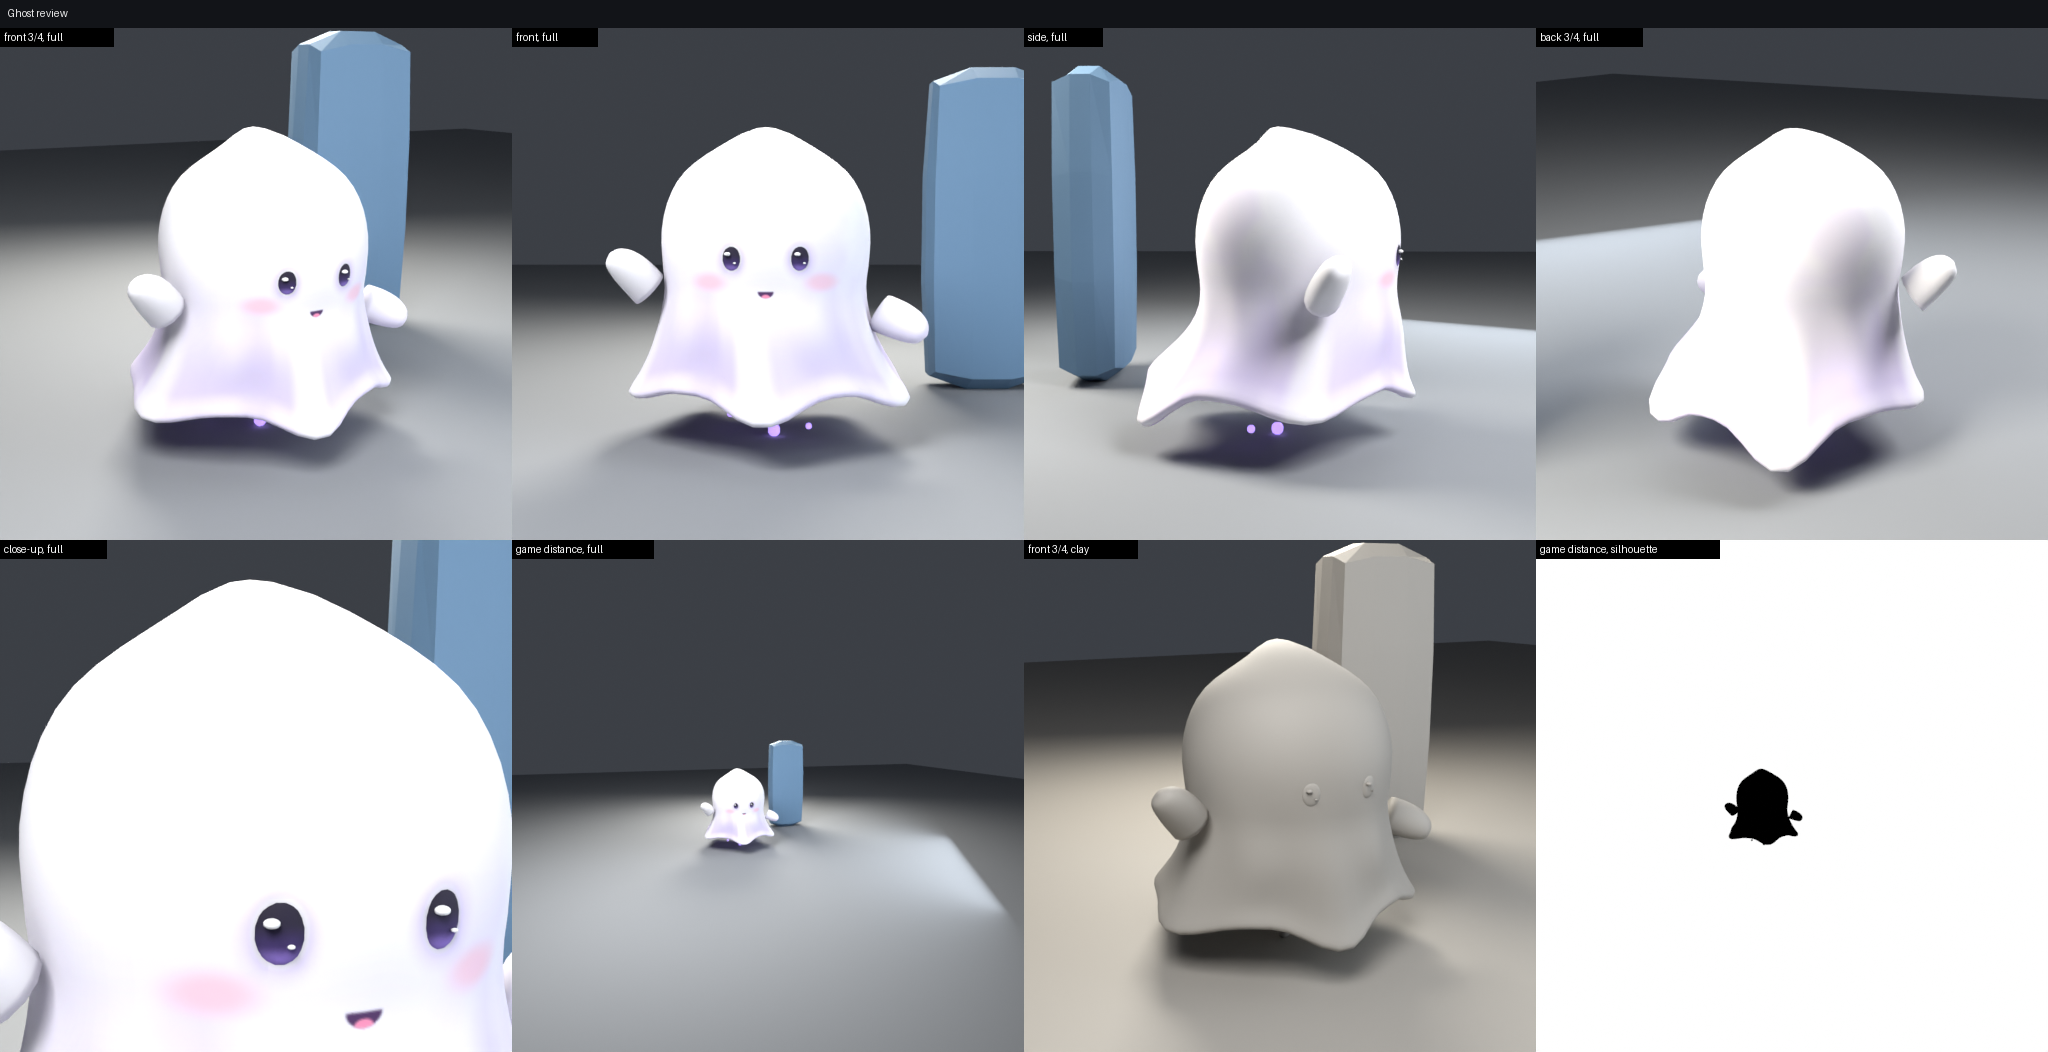 Ghost review
front 3/4, full
front, full
side, full
back 3/4, full
close-up, full
game distance, full
front 3/4, clay
game distance, silhouette